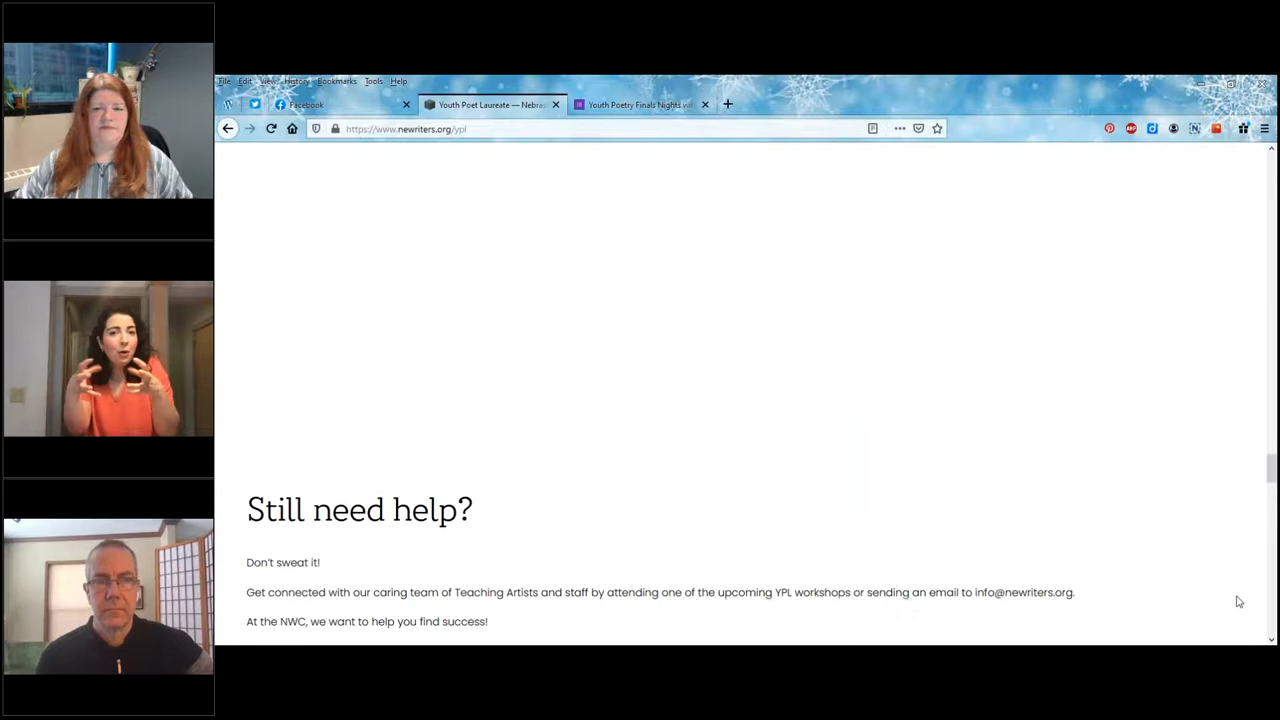 File Edit View History Bookmarks Tools Help
Facebook
Youth Poet Laureate — Nebras
Youth Poetry Finals Nights wi
https://www.newriters.org/ypl
Still need help?
Don't sweat it!
Get connected with our caring team of Teaching Artists and staff by attending one of the upcoming YPL workshops or sending an email to info@newriters.org.
At the NWC, we want to help you find success!